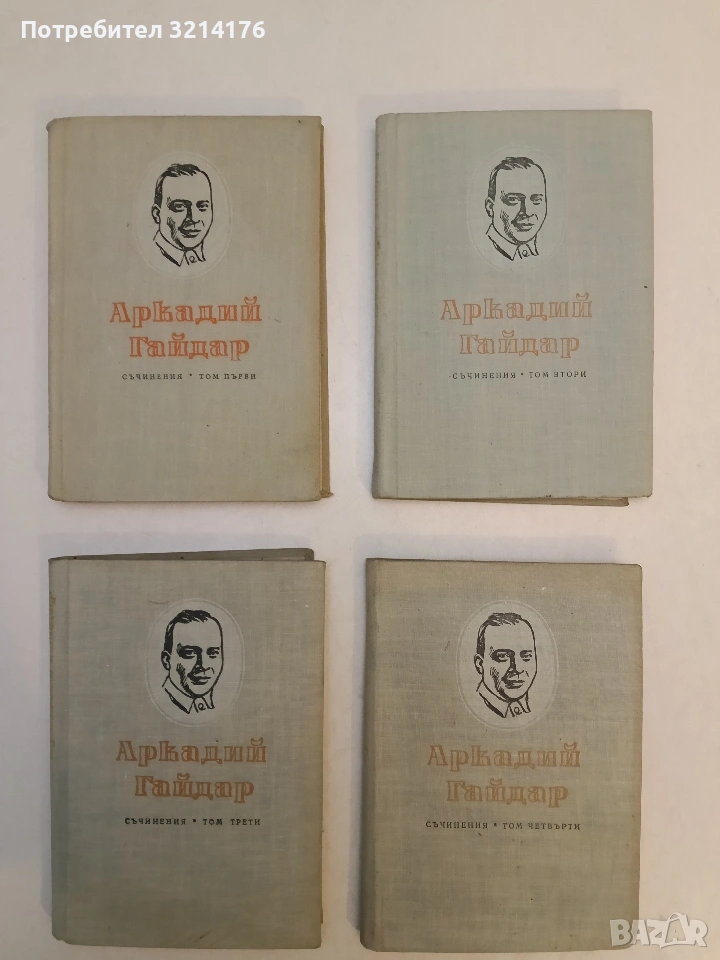 Потребител 3214176
Аркадий
Гайдар
СЪЧИНЕНИЯ • ТОМ ПЪРВИ
Аркадий
Гайдар
СЪЧИНЕНИЯ • ТОМ ВТОРИ
Аркадий
Гайдар
СЪЧИНЕНИЯ • ТОМ ТРЕТИ
Аркадий
Гайдар
СЪЧИНЕНИЯ • ТОМ ЧЕТВЪРТИ
BAZAR